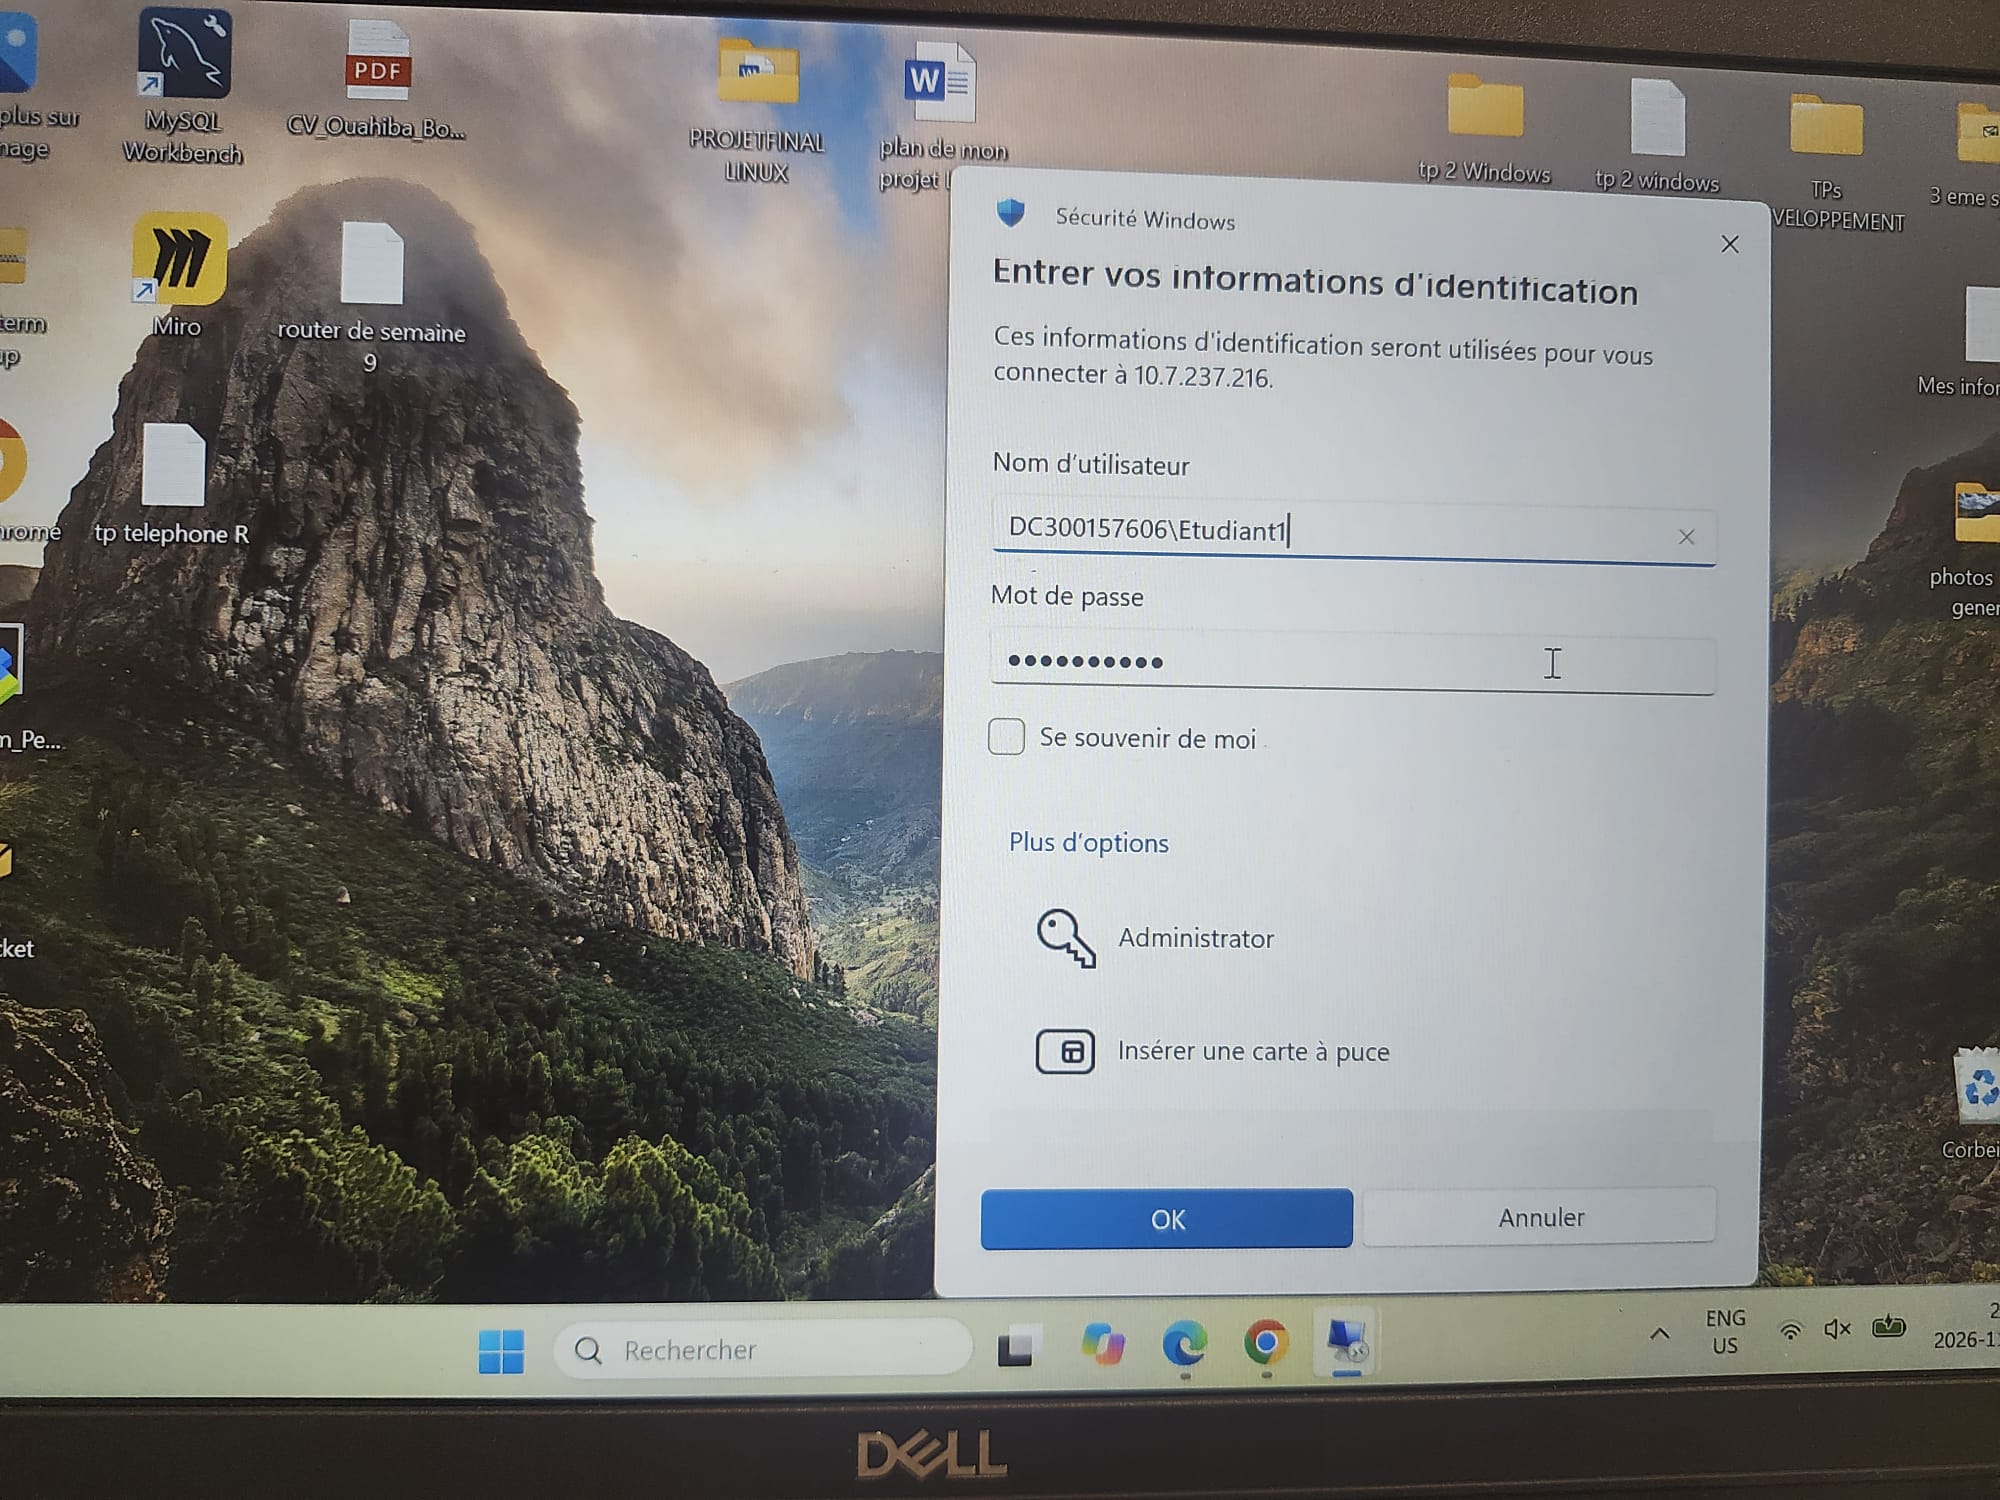 plus sur
nage
MySQL
Workbench
PDF
CV_Ouahiba_Bo...
PROJETFINAL
LINUX
W
plan de mon
projet
tp 2 Windows
tp 2 windows
TPs
VELOPPEMENT
3 eme s
term
up
Miro
router de semaine
9
Mes infor
hrome
tp telephone R
photos
gener
n_Pe...
ket
Corbei
Sécurité Windows
Entrer vos informations d'identification
Ces informations d'identification seront utilisées pour vous
connecter à 10.7.237.216.
Nom d'utilisateur
DC300157606\Etudiant1
Mot de passe
••••••••••
Se souvenir de moi
Plus d'options
Administrator
Insérer une carte à puce
OK
Annuler
Rechercher
ENG
US
2
2026-1
DELL